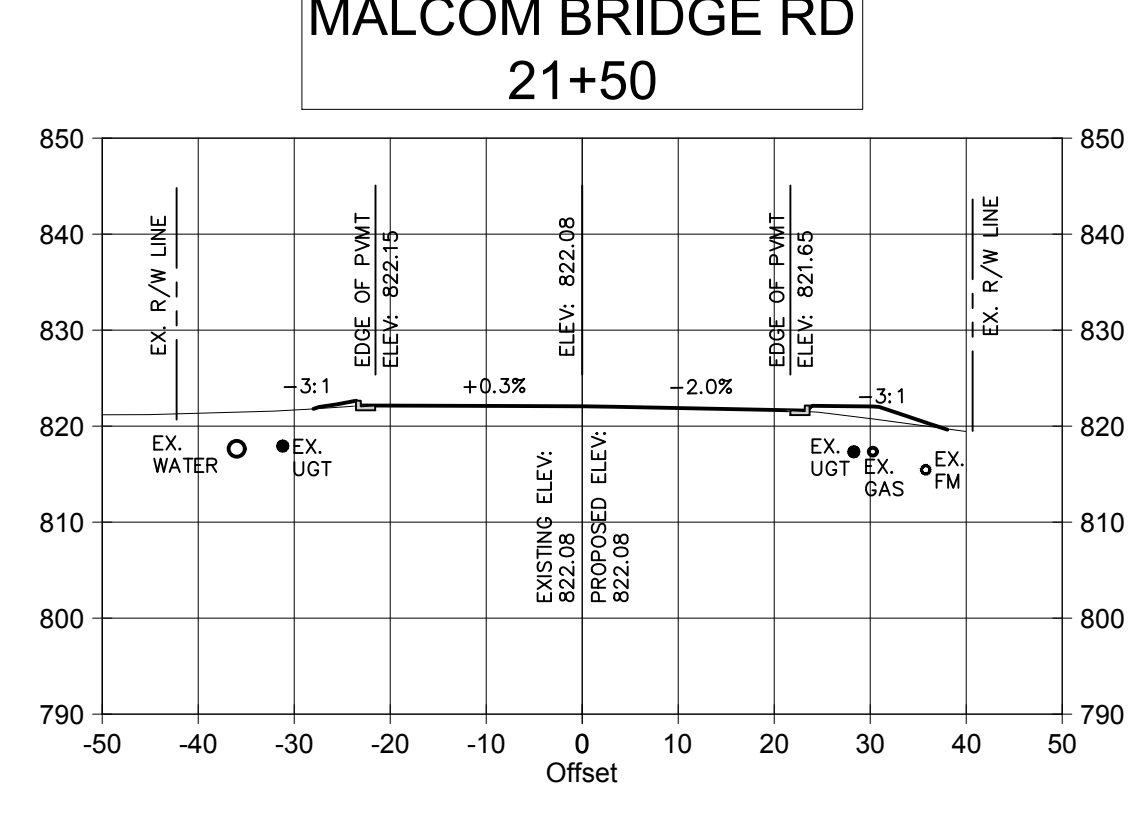 MALCOM BRIDGE RD
21+50
850
850
840
840
830
830
820
820
810
810
800
800
790
790
EX. R/W LINE
EDGE OF PVMT
ELEV: 822.15
ELEV: 822.08
EDGE OF PVMT
ELEV: 821.65
EX. R/W LINE
-3:1
+0.3%
-2.0%
-3:1
EX.
WATER
EX.
UGT
EX.
UGT
EX.
GAS
EX.
FM
EXISTING ELEV:
822.08
PROPOSED ELEV:
822.08
-50
-40
-30
-20
-10
0
10
20
30
40
50
Offset